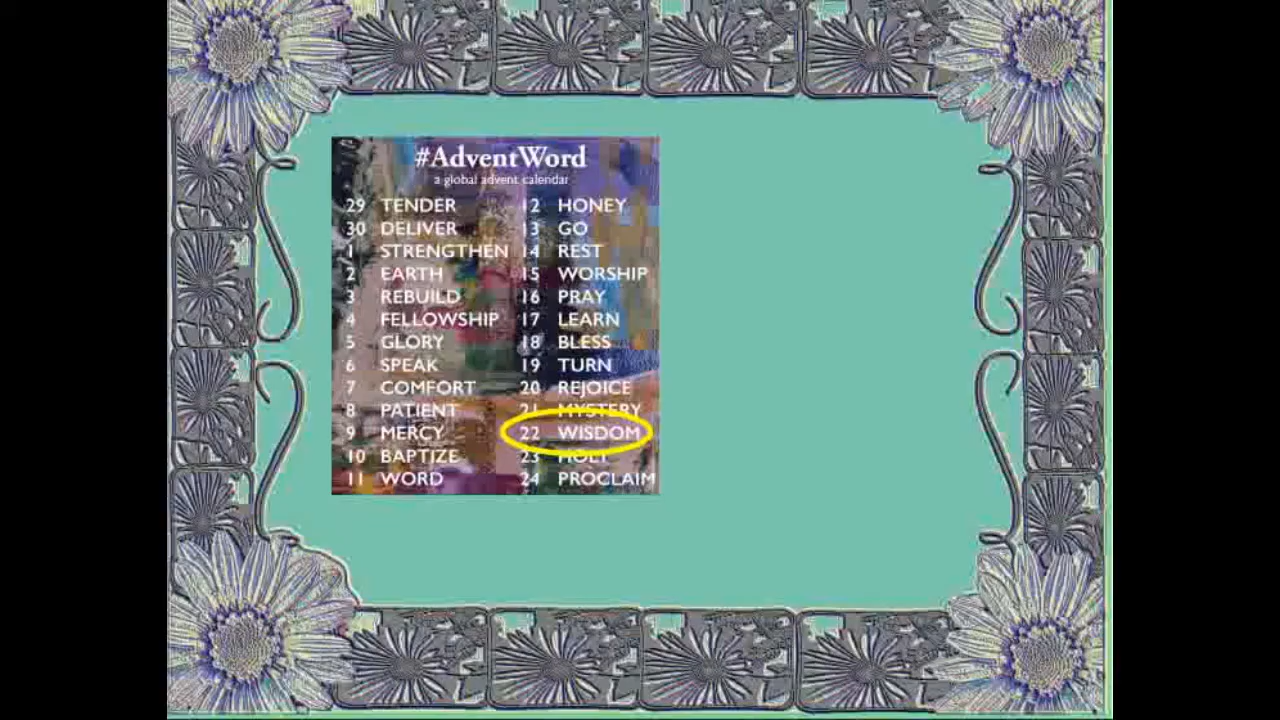 #AdventWord
a global advent calendar
29 TENDER
30 DELIVER
1 STRENGTHEN
2 EARTH
3 REBUILD
4 FELLOWSHIP
5 GLORY
6 SPEAK
7 COMFORT
8 PATIENT
9 MERCY
10 BAPTIZE
11 WORD
12 HONEY
13 GO
14 REST
15 WORSHIP
16 PRAY
17 LEARN
18 BLESS
19 TURN
20 REJOICE
21 MYSTERY
22 WISDOM
23 HOLY
24 PROCLAIM